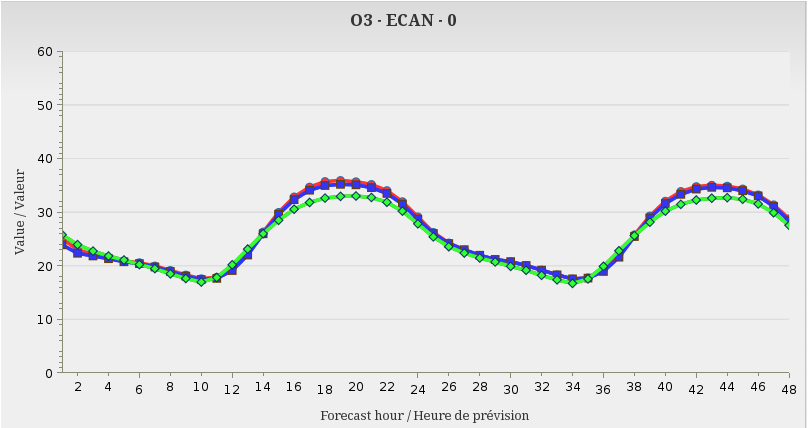 O3 - ECAN - 0
60
50
40
30
20
10
0
Value / Valeur
2 4 6 8 10 12 14 16 18 20 22 24 26 28 30 32 34 36 38 40 42 44 46 48
Forecast hour / Heure de prévision